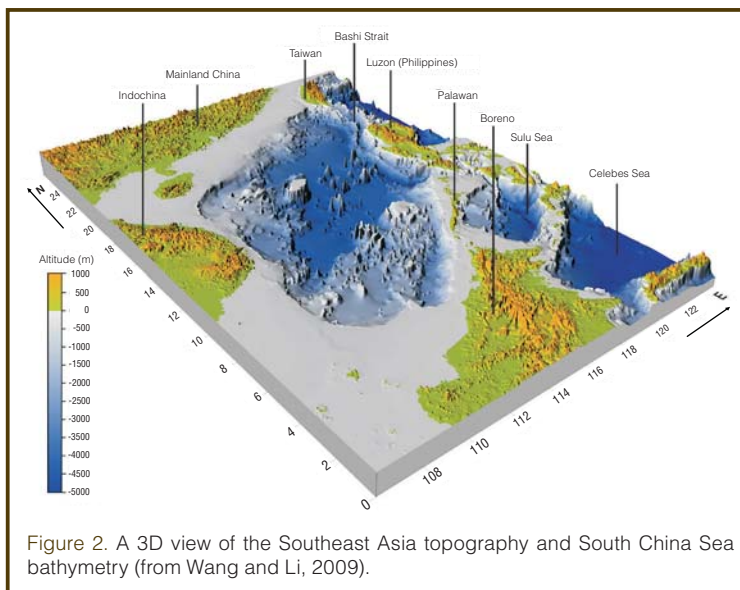 Bashi Strait
Taiwan
Luzon (Philippines)
Mainland China
Palawan
Indochina
Boreno
Sulu Sea
Celebes Sea
N
24
22
20
18
16
14
12
10
8
6
4
2
0
108
110
112
114
116
118
120
122
E
Altitude (m)
1000
500
0
-500
-1000
-1500
-2000
-2500
-3000
-3500
-4000
-4500
-5000
Figure 2. A 3D view of the Southeast Asia topography and South China Sea
bathymetry (from Wang and Li, 2009).